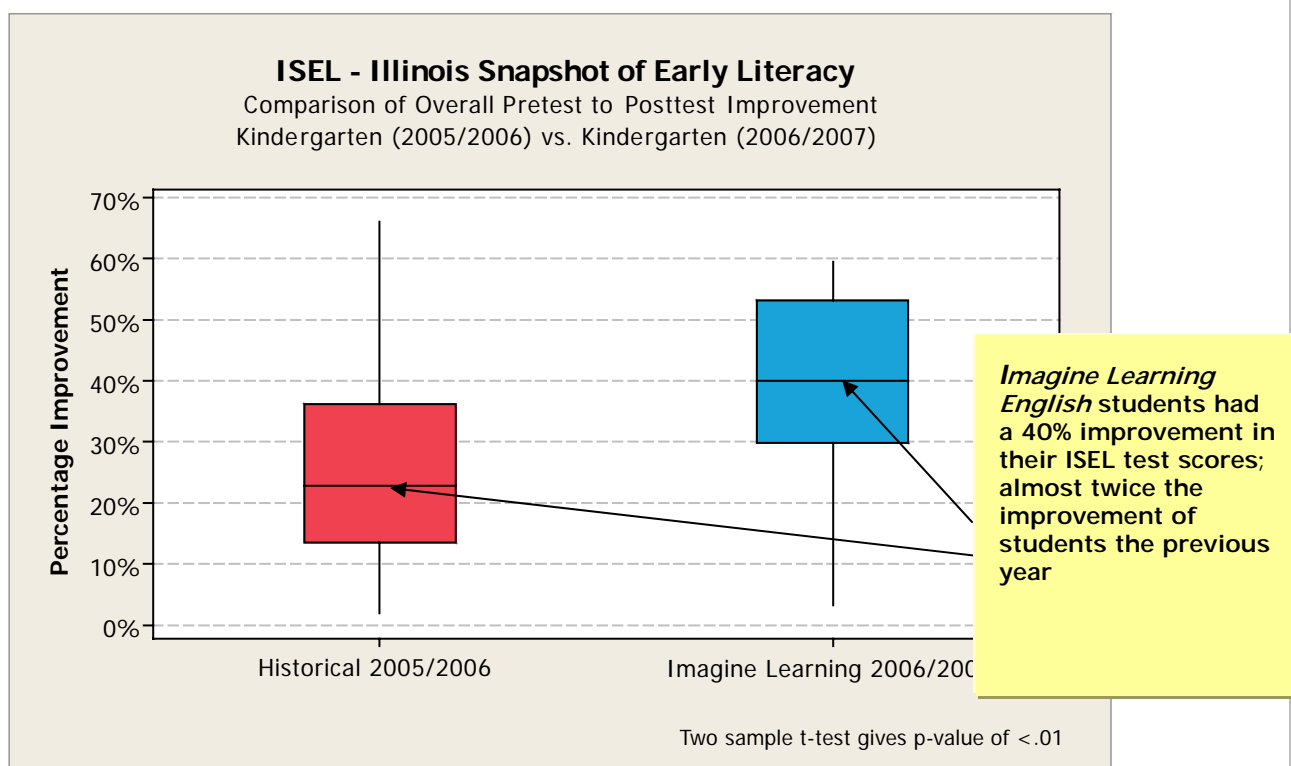 ISEL - Illinois Snapshot of Early Literacy
Comparison of Overall Pretest to Posttest Improvement
Kindergarten (2005/2006) vs. Kindergarten (2006/2007)
Percentage Improvement
70%
60%
50%
40%
30%
20%
10%
0%
Historical 2005/2006
Imagine Learning 2006/200
Imagine Learning
English students had
a 40% improvement in
their ISEL test scores;
almost twice the
improvement of
students the previous
year
Two sample t-test gives p-value of <.01